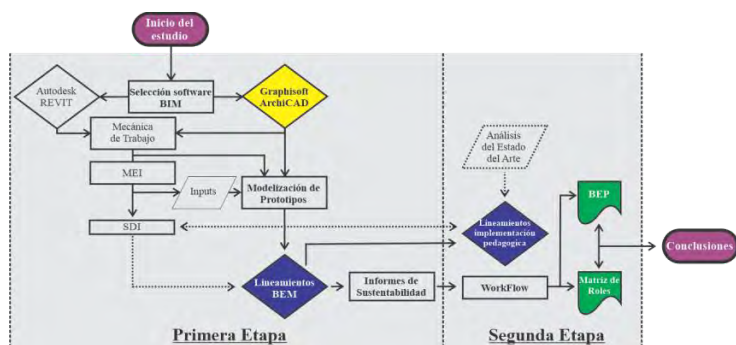 Inicio del
estudio
Autodesk
REVIT
Selección software
BIM
Graphisoft
ArchiCAD
Mecánica
de Trabajo
MEI
Inputs
Modelización de
Prototipos
SDI
Lineamientos
BEM
Informes de
Sustentabilidad
Primera Etapa
Análisis
del Estado
del Arte
Lineamientos
implementación
pedagogica
BEP
WorkFlow
Matriz de
Roles
Conclusiones
Segunda Etapa